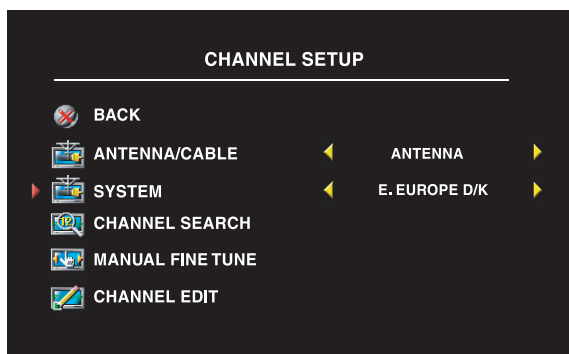 CHANNEL SETUP
BACK
ANTENNA/CABLE ANTENNA
SYSTEM E. EUROPE D/K
CHANNEL SEARCH
MANUAL FINE TUNE
CHANNEL EDIT